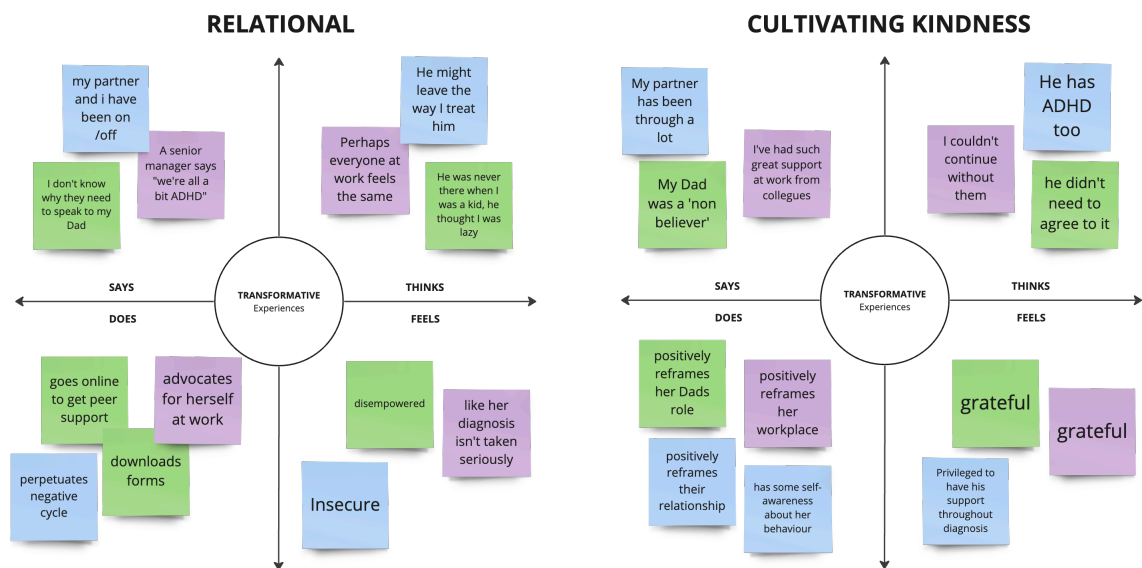 RELATIONAL
my partner
and i have
been on
/off
A senior
manager says
"we're all a
bit ADHD"
I don't know
why they need
to speak to my
Dad
He might
leave the
way I treat
him
Perhaps
everyone at
work feels
the same
He was never
there when I
was a kid, he
thought I was
lazy
SAYS
THINKS
TRANSFORMATIVE
Experiences
DOES
FEELS
goes online
to get peer
support
advocates
for herself
at work
downloads
forms
perpetuates
negative
cycle
disempowered
like her
diagnosis
isn't taken
seriously
Insecure
CULTIVATING KINDNESS
My partner
has been
through a
lot
I've had such
great support
at work from
collegues
My Dad
was a 'non
believer'
He has
ADHD
too
I couldn't
continue
without
them
he didn't
need to
agree to it
SAYS
THINKS
TRANSFORMATIVE
Experiences
DOES
FEELS
positively
reframes
her Dads
role
positively
reframes
her
workplace
positively
reframes
their
relationship
has some self-
awareness
about her
behaviour
grateful
grateful
Privileged to
have his
support
throughout
diagnosis